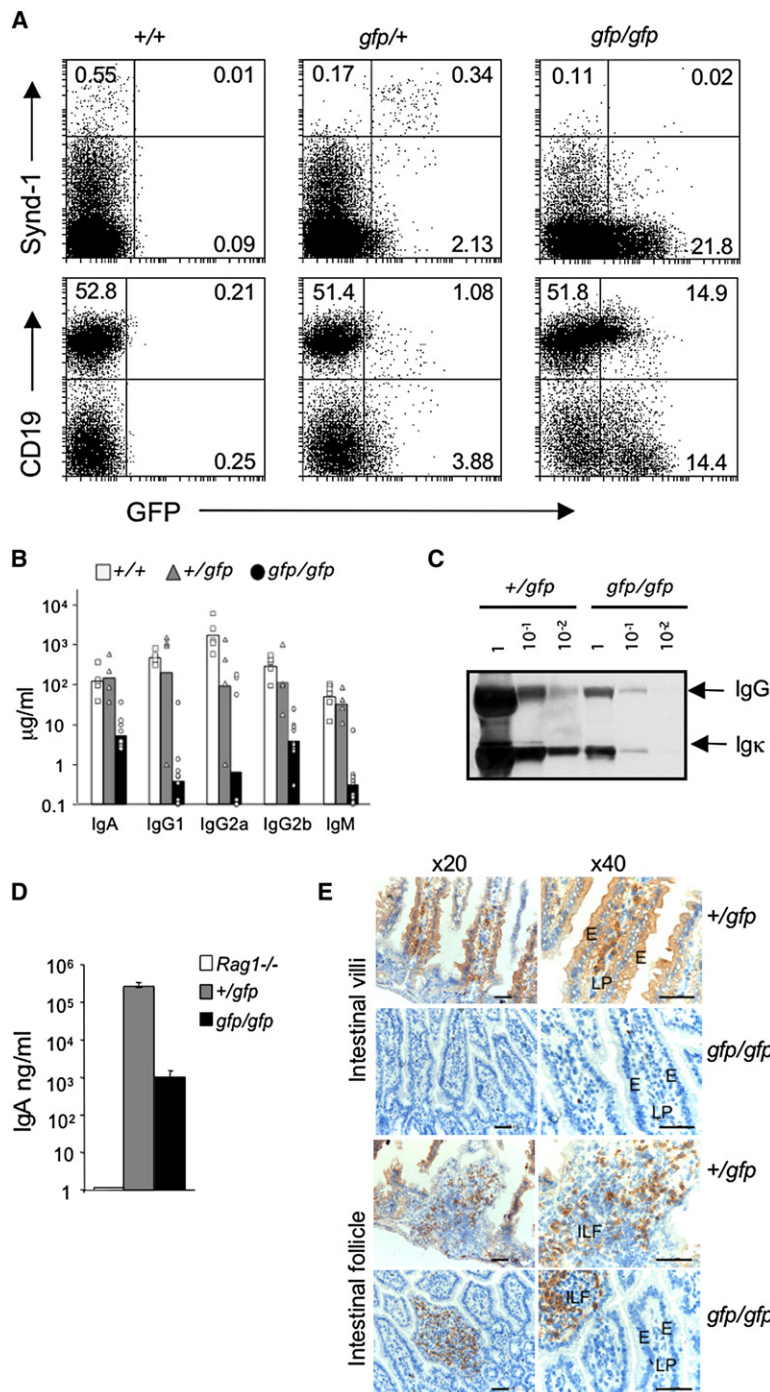 A
+/+
gfp/+
gfp/gfp
Synd-1
0.55 0.01
0.09
0.17 0.34
2.13
0.11 0.02
21.8
CD19
52.8 0.21
0.25
51.4 1.08
3.88
51.8 14.9
14.4
GFP
B
+/+ +/gfp gfp/gfp
µg/ml
10⁴
10³
10²
10
1
0.1
IgA IgG1 IgG2a IgG2b IgM
C
+/gfp gfp/gfp
1 10⁻¹ 10⁻² 1 10⁻¹ 10⁻²
IgG
Igκ
D
Rag1-/-
+/gfp
gfp/gfp
IgA ng/ml
10⁶
10⁵
10⁴
10³
10²
10
1
E
x20 x40
Intestinal villi
+/gfp
E
E
LP
gfp/gfp
E
E
LP
Intestinal follicle
+/gfp
ILF
gfp/gfp
ILF
E
E
LP